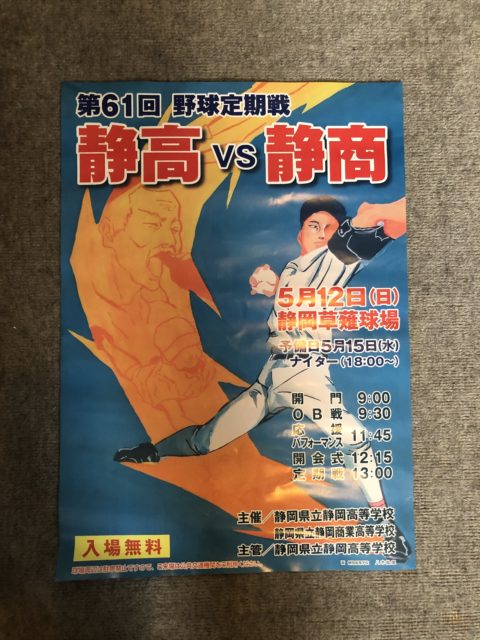 第61回 野球定期戦
静高 VS 静商
5月12日(日)
静岡草薙球場
予備日5月15日(水)
ナイター(18:00〜)
開門 9:00
OB戦 9:30
応援パフォーマンス 11:45
開会式 12:15
定期戦 13:00
主催/静岡県立静岡高等学校
静岡県立静岡商業高等学校
主管/静岡県立静岡高等学校
入場無料